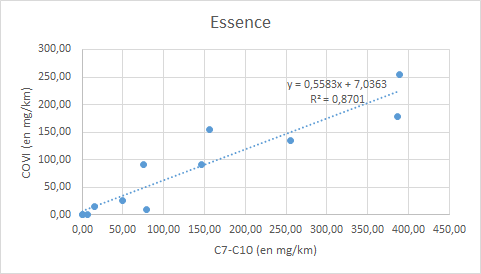 Essence
300,00
250,00
200,00
150,00
100,00
50,00
0,00
COVI (en mg/km)
y = 0,5583x + 7,0363
R² = 0,8701
0,00 50,00 100,00 150,00 200,00 250,00 300,00 350,00 400,00 450,00
C7-C10 (en mg/km)